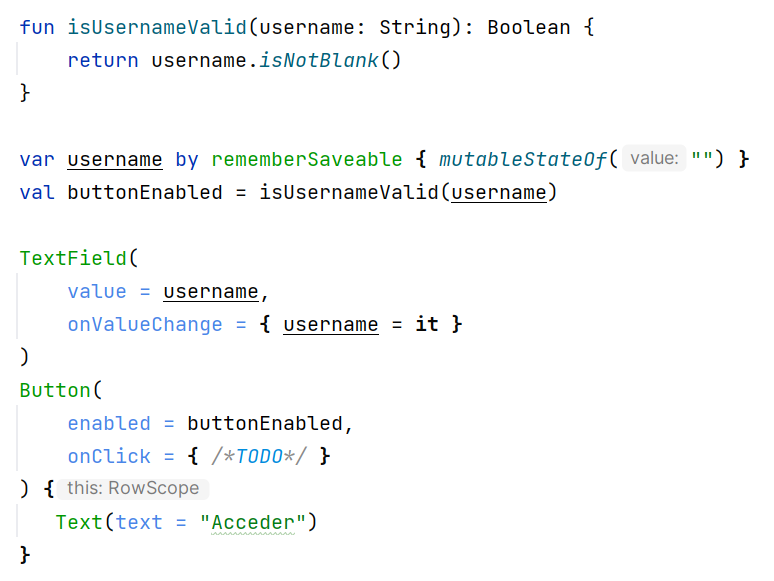 fun isUsernameValid(username: String): Boolean {
    return username.isNotBlank()
}

var username by rememberSaveable { mutableStateOf( value: "") }
val buttonEnabled = isUsernameValid(username)

TextField(
    value = username,
    onValueChange = { username = it }
)
Button(
    enabled = buttonEnabled,
    onClick = { /*TODO*/ }
) { this: RowScope
   Text(text = "Acceder")
}